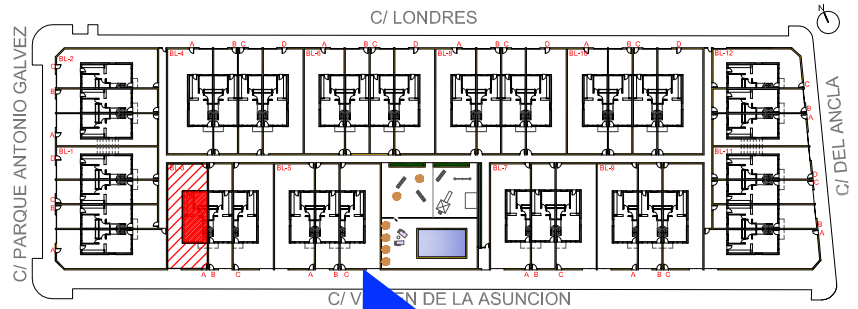 C/ LONDRES
N
C/ PARQUE ANTONIO GALVEZ
C/ DEL ANCLA
BL-2
C
B
A
BL-4
A
B C
D
A
B C
D
BL-8
A
B C
D
BL-10
A
B C
D
BL-12
C
B
A
BL-1
D
C
B
A
BL-5
A
B C
A
B C
BL-7
A
B C
BL-9
A
B C
BL-11
D
C
B
A
C/ V EN DE LA ASUNCION